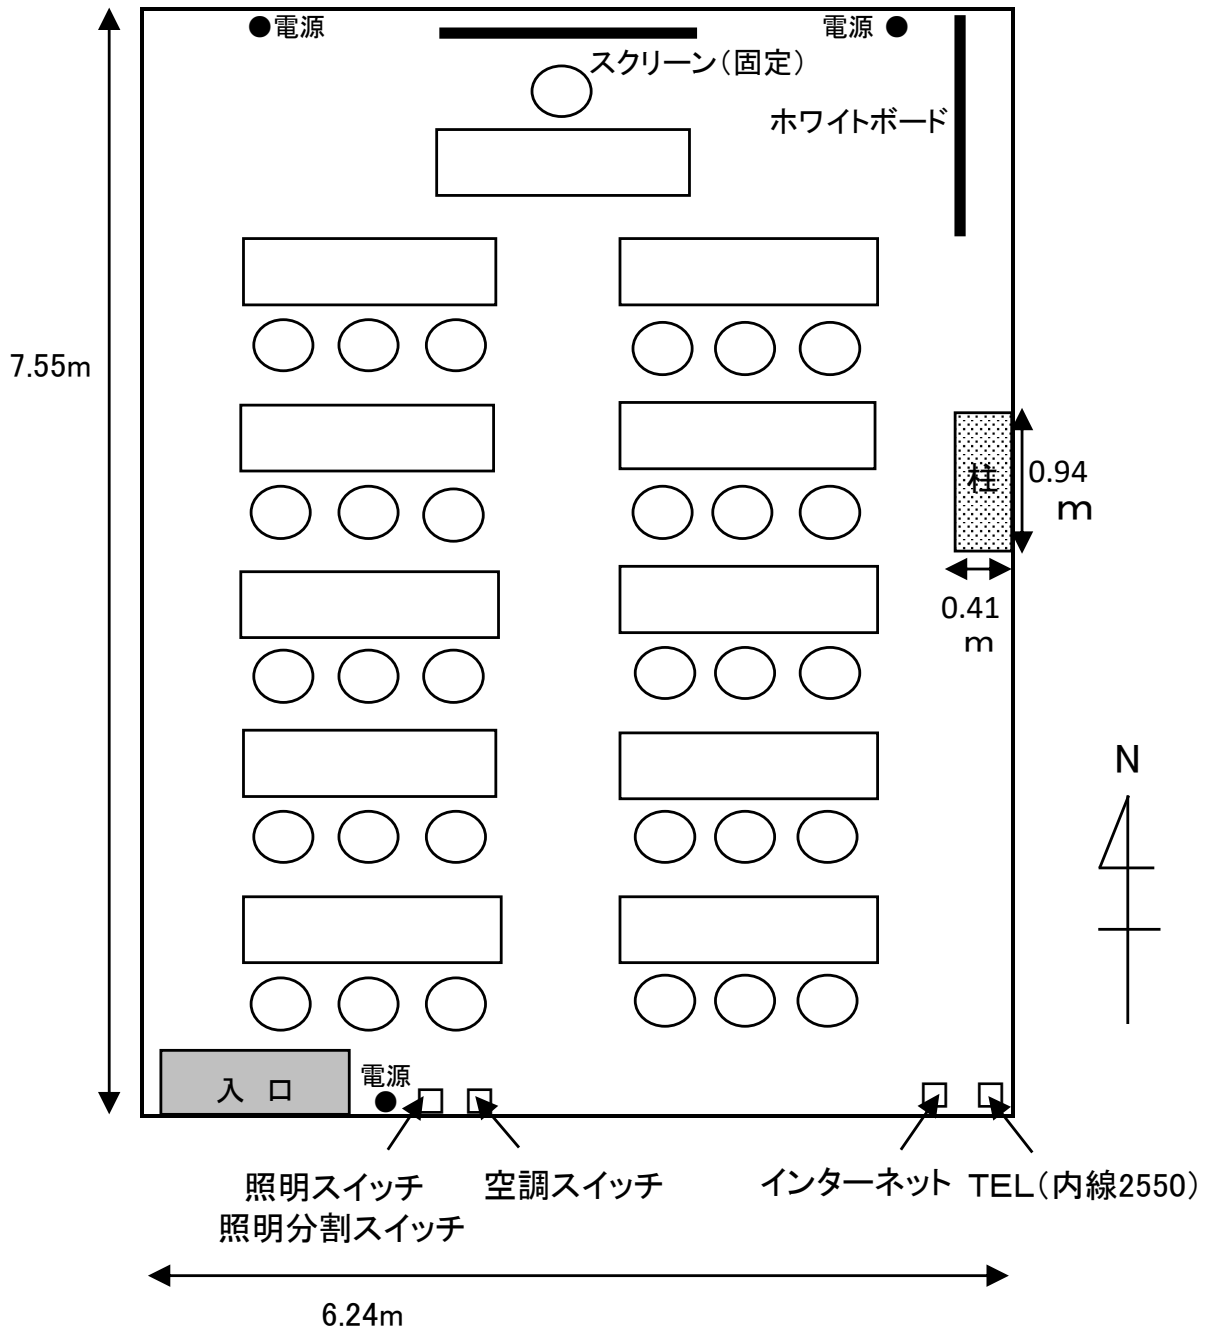 ●電源
電源 ●
スクリーン（固定）
ホワイトボード
7.55m
柱
0.94
ｍ
0.41
ｍ
N
入 口
電源
照明スイッチ
照明分割スイッチ
空調スイッチ
インターネット
TEL（内線2550）
6.24m